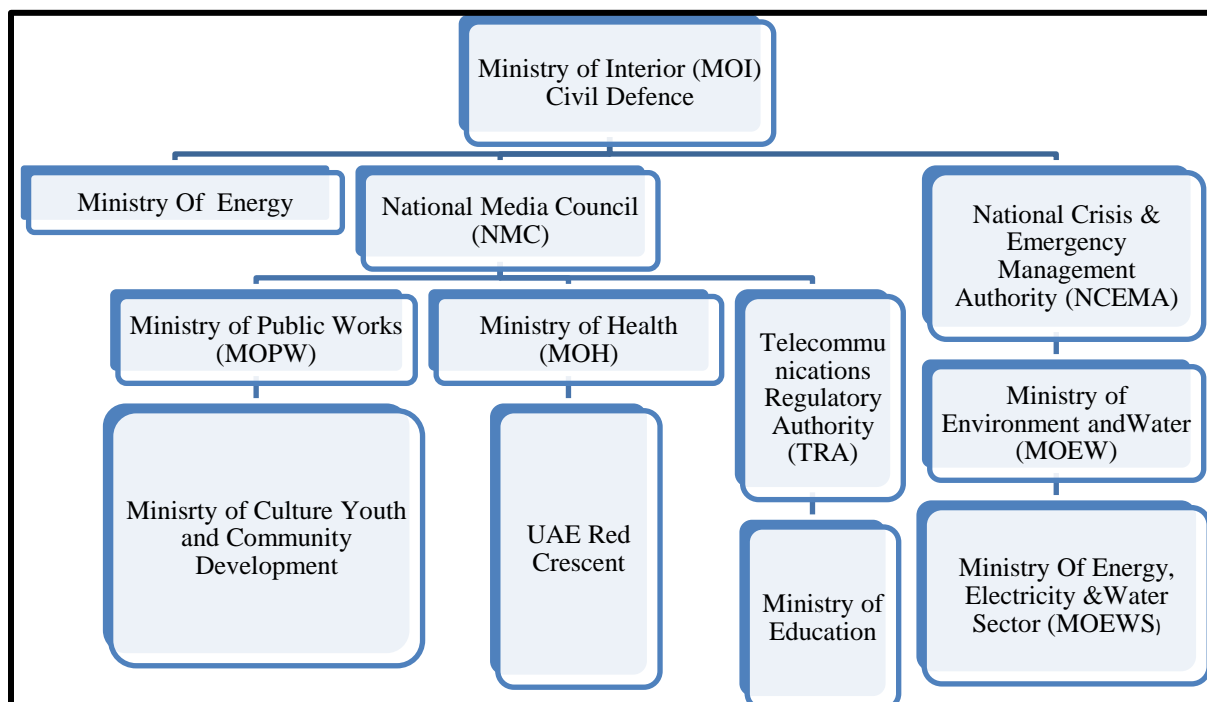 Ministry of Interior (MOI)
Civil Defence
Ministry Of Energy
National Media Council
(NMC)
National Crisis &
Emergency
Management
Authority (NCEMA)
Ministry of Public Works
(MOPW)
Ministry of Health
(MOH)
Telecommu
nications
Regulatory
Authority
(TRA)
Ministry of
Environment andWater
(MOEW)
Minisrty of Culture Youth
and Community
Development
UAE Red
Crescent
Ministry of
Education
Ministry Of Energy,
Electricity &Water
Sector (MOEWS)